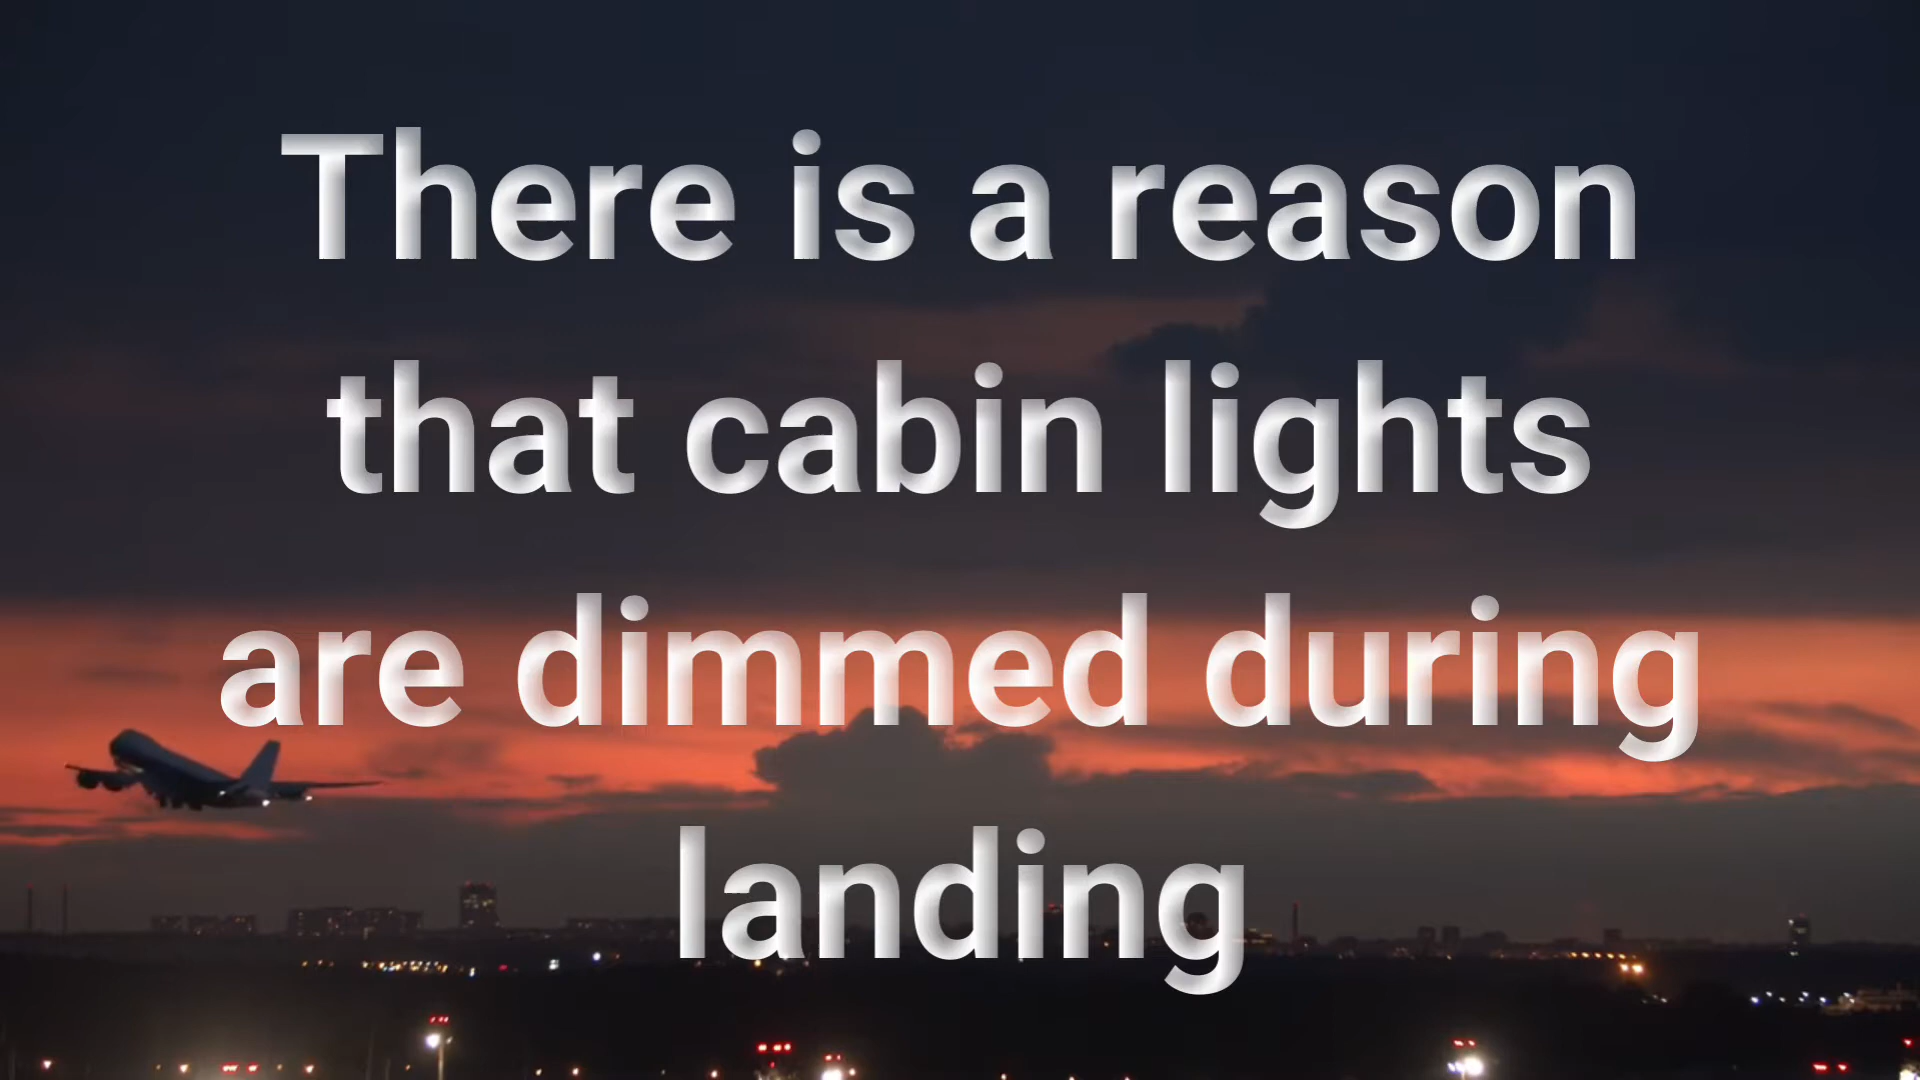 There is a reason
that cabin lights
are dimmed during
landing